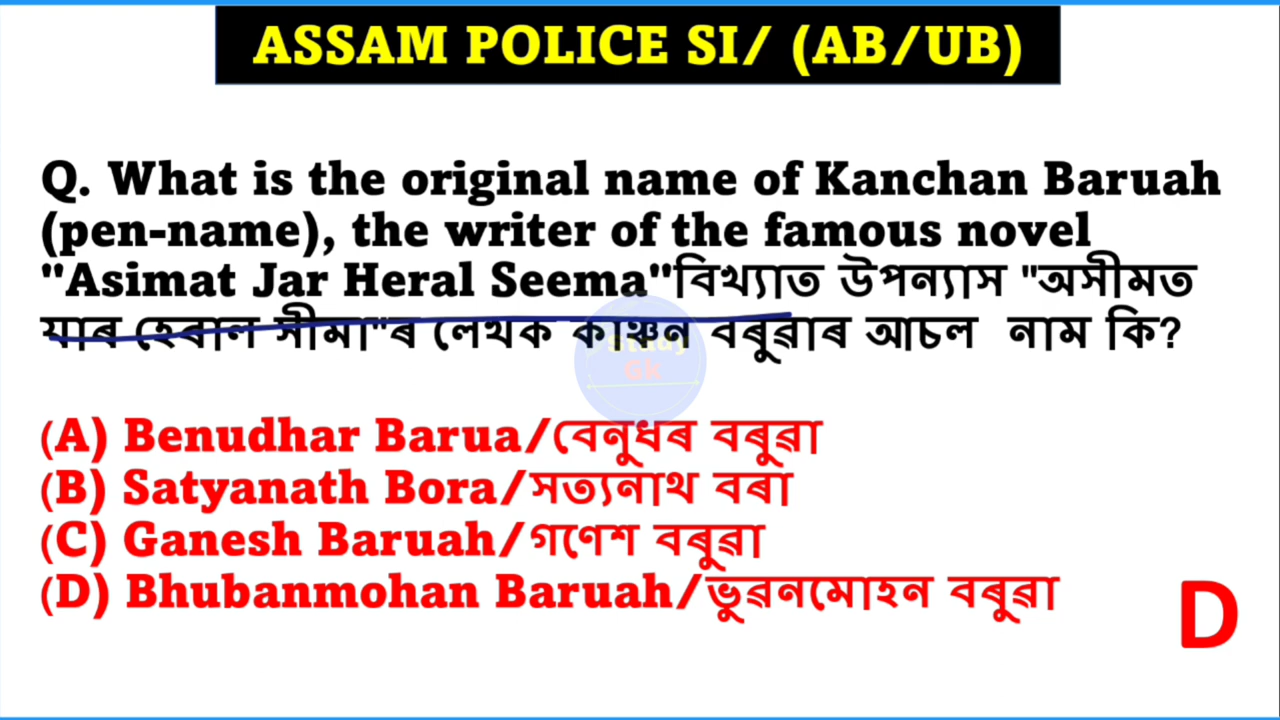 ASSAM POLICE SI/ (AB/UB)
Q. What is the original name of Kanchan Baruah
(pen-name), the writer of the famous novel
"Asimat Jar Heral Seema"বিখ্যাত উপন্যাস "অসীমত
যাৰ হেৰাল সীমা"ৰ লেখক কাঞ্চন বৰুৱাৰ আচল নাম কি?
Study
Gk
(A) Benudhar Barua/বেনুধৰ বৰুৱা
(B) Satyanath Bora/সত্যনাথ বৰা
(C) Ganesh Baruah/গণেশ বৰুৱা
(D) Bhubanmohan Baruah/ভুৱনমোহন বৰুৱা
D